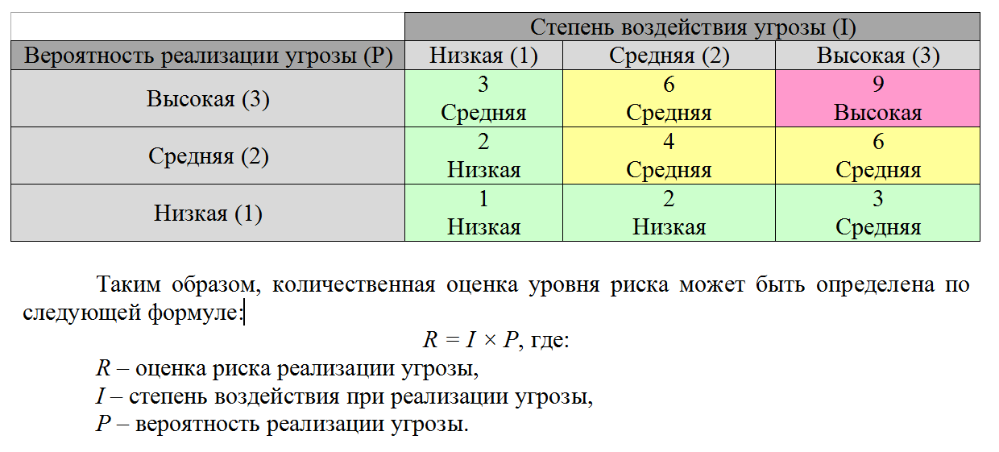 Степень воздействия угрозы (I)
Вероятность реализации угрозы (P) Низкая (1) Средняя (2) Высокая (3)
Высокая (3) 3 Средняя 6 Средняя 9 Высокая
Средняя (2) 2 Низкая 4 Средняя 6 Средняя
Низкая (1) 1 Низкая 2 Низкая 3 Средняя
Таким образом, количественная оценка уровня риска может быть определена по
следующей формуле:
R = I × P, где:
R – оценка риска реализации угрозы,
I – степень воздействия при реализации угрозы,
P – вероятность реализации угрозы.